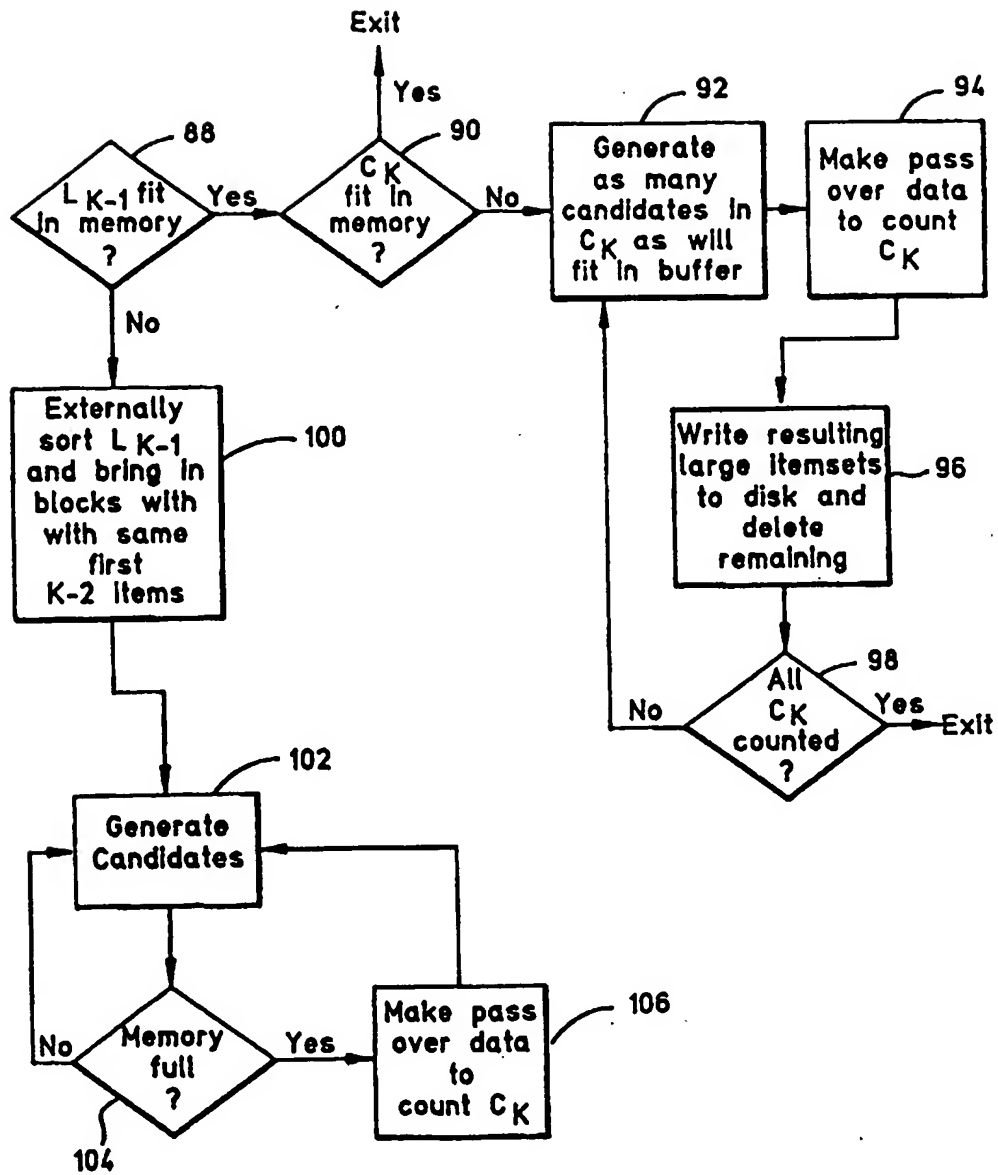 Exit
Yes
88
L K-1 fit
in memory
?
Yes
90
C K
fit in
memory
?
No
92
Generate
as many
candidates in
C K as will
fit in buffer
94
Make pass
over data
to count
C K
No
Externally
sort L K-1
and bring in
blocks with
with same
first
K-2 items
100
Write resulting
large itemsets
to disk and
delete
remaining
96
98
All
C K
counted
?
No
Yes
Exit
102
Generate
Candidates
Memory
full
?
No
Yes
104
Make pass
over data
to
count C K
106